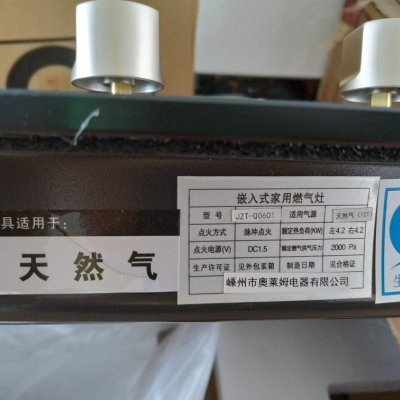 具适用于:
天然气
嵌入式家用燃气灶
型号 JZT-Q0601 适用气源 天然气(12T)
点火方式 脉冲点火 额定热负荷(KW) 左4.2 右4.2
点火电源(V) DC1.5 额定燃气供气压力 2000 Pa
生产许可证 见外包装箱 制造日期 见合格证
嵊州市奥莱姆电器有限公司